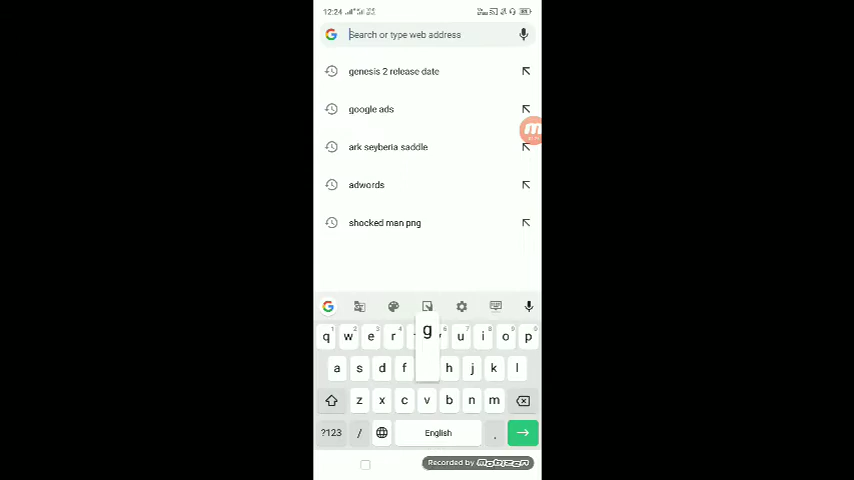 12:24
Search or type web address
genesis 2 release date
google ads
ark seyberia saddle
adwords
shocked man png
g
q w e r u i o p
a s d f h j k l
z x c v b n m
?123 / English .
Recorded by mobizen